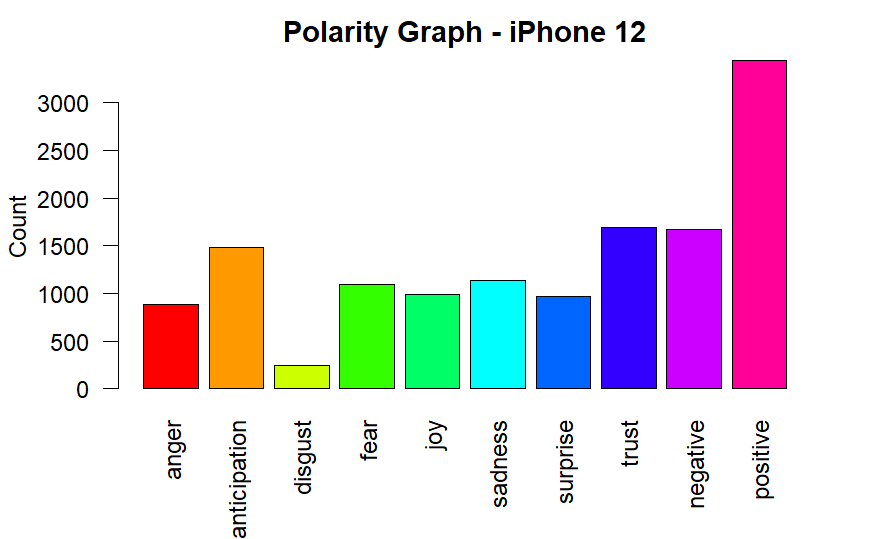 Polarity Graph - iPhone 12
Count
3000
2500
2000
1500
1000
500
0
anger
anticipation
disgust
fear
joy
sadness
surprise
trust
negative
positive